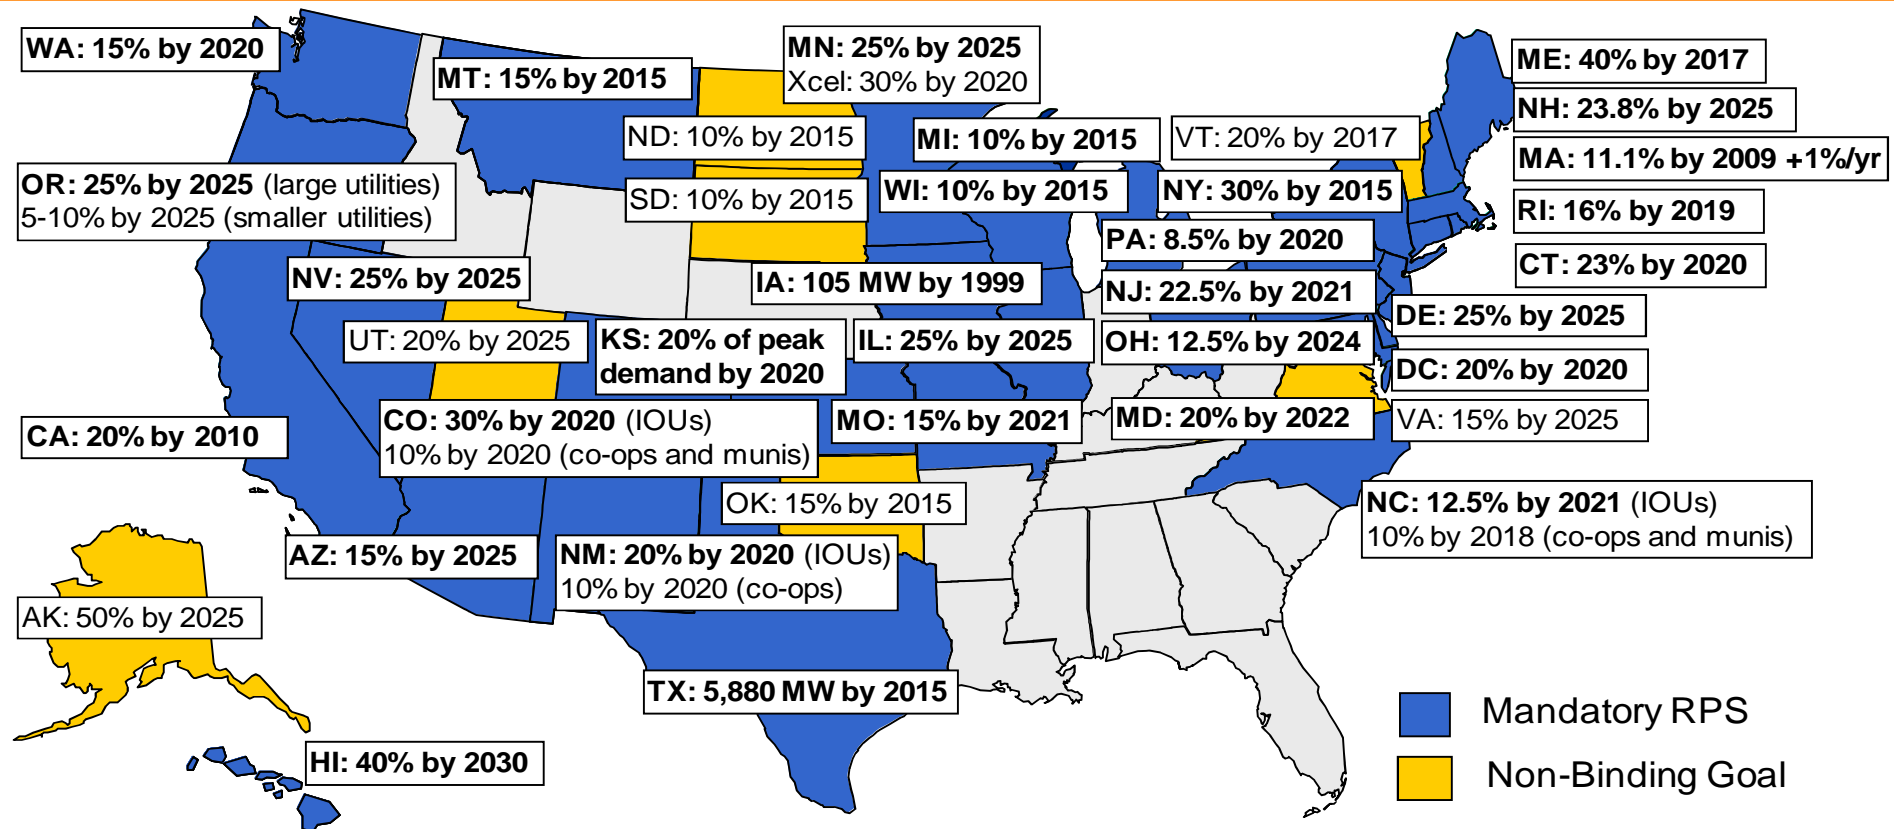 WA: 15% by 2020
MN: 25% by 2025
Xcel: 30% by 2020
ME: 40% by 2017
MT: 15% by 2015
NH: 23.8% by 2025
ND: 10% by 2015
MI: 10% by 2015
VT: 20% by 2017
MA: 11.1% by 2009 +1%/yr
OR: 25% by 2025 (large utilities)
5-10% by 2025 (smaller utilities)
SD: 10% by 2015
WI: 10% by 2015
NY: 30% by 2015
RI: 16% by 2019
PA: 8.5% by 2020
CT: 23% by 2020
NV: 25% by 2025
IA: 105 MW by 1999
NJ: 22.5% by 2021
DE: 25% by 2025
UT: 20% by 2025
KS: 20% of peak
demand by 2020
IL: 25% by 2025
OH: 12.5% by 2024
DC: 20% by 2020
CA: 20% by 2010
CO: 30% by 2020 (IOUs)
10% by 2020 (co-ops and munis)
MO: 15% by 2021
MD: 20% by 2022
VA: 15% by 2025
OK: 15% by 2015
NC: 12.5% by 2021 (IOUs)
10% by 2018 (co-ops and munis)
AZ: 15% by 2025
NM: 20% by 2020 (IOUs)
10% by 2020 (co-ops)
AK: 50% by 2025
TX: 5,880 MW by 2015
HI: 40% by 2030
Mandatory RPS
Non-Binding Goal